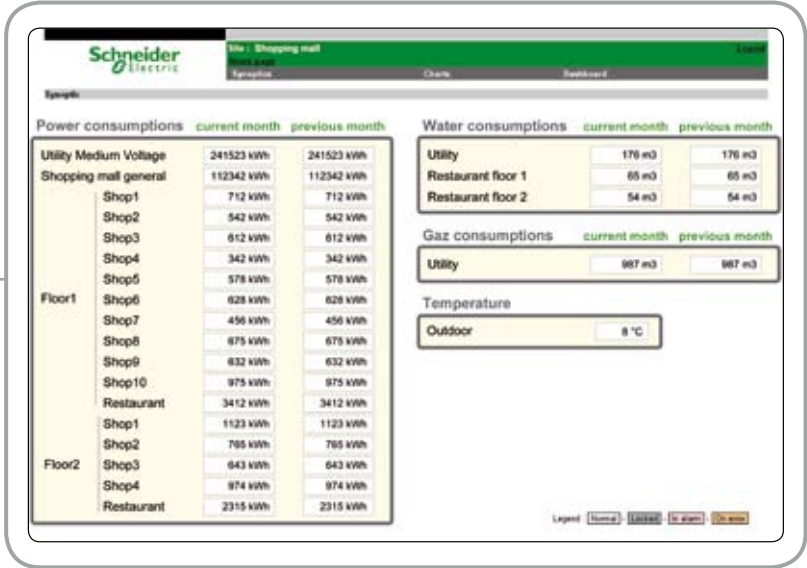 Schneider Electric
Site : Shopping mall
Home page
Legend
Synoptics Charts Dashboard
Synoptic
Power consumptions current month previous month
Utility Medium Voltage 241523 kWh 241523 kWh
Shopping mall general 112342 kWh 112342 kWh
Floor1
Shop1 712 kWh 712 kWh
Shop2 542 kWh 542 kWh
Shop3 612 kWh 612 kWh
Shop4 342 kWh 342 kWh
Shop5 578 kWh 578 kWh
Shop6 628 kWh 628 kWh
Shop7 456 kWh 456 kWh
Shop8 675 kWh 675 kWh
Shop9 632 kWh 632 kWh
Shop10 975 kWh 975 kWh
Restaurant 3412 kWh 3412 kWh
Floor2
Shop1 1123 kWh 1123 kWh
Shop2 765 kWh 765 kWh
Shop3 643 kWh 643 kWh
Shop4 974 kWh 974 kWh
Restaurant 2315 kWh 2315 kWh
Water consumptions current month previous month
Utility 176 m3 176 m3
Restaurant floor 1 65 m3 65 m3
Restaurant floor 2 54 m3 54 m3
Gaz consumptions current month previous month
Utility 987 m3 987 m3
Temperature
Outdoor 8 °C
Legend : Normal - Locked - In alarm - On error